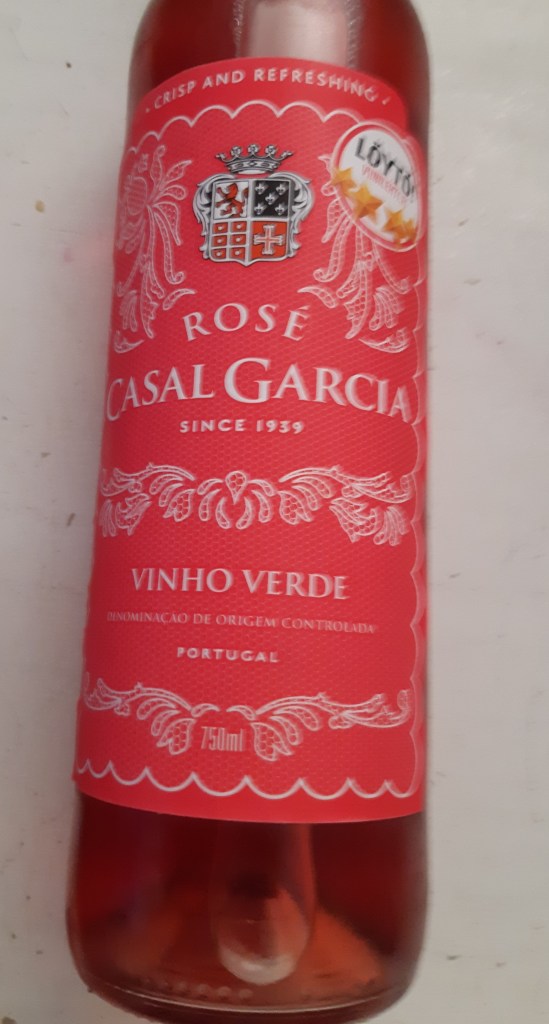 • CRISP AND REFRESHING •
LÖYTÖ!
ROSÉ
CASAL GARCIA
SINCE 1939
VINHO VERDE
DENOMINAÇÃO DE ORIGEM CONTROLADA
PORTUGAL
750ml